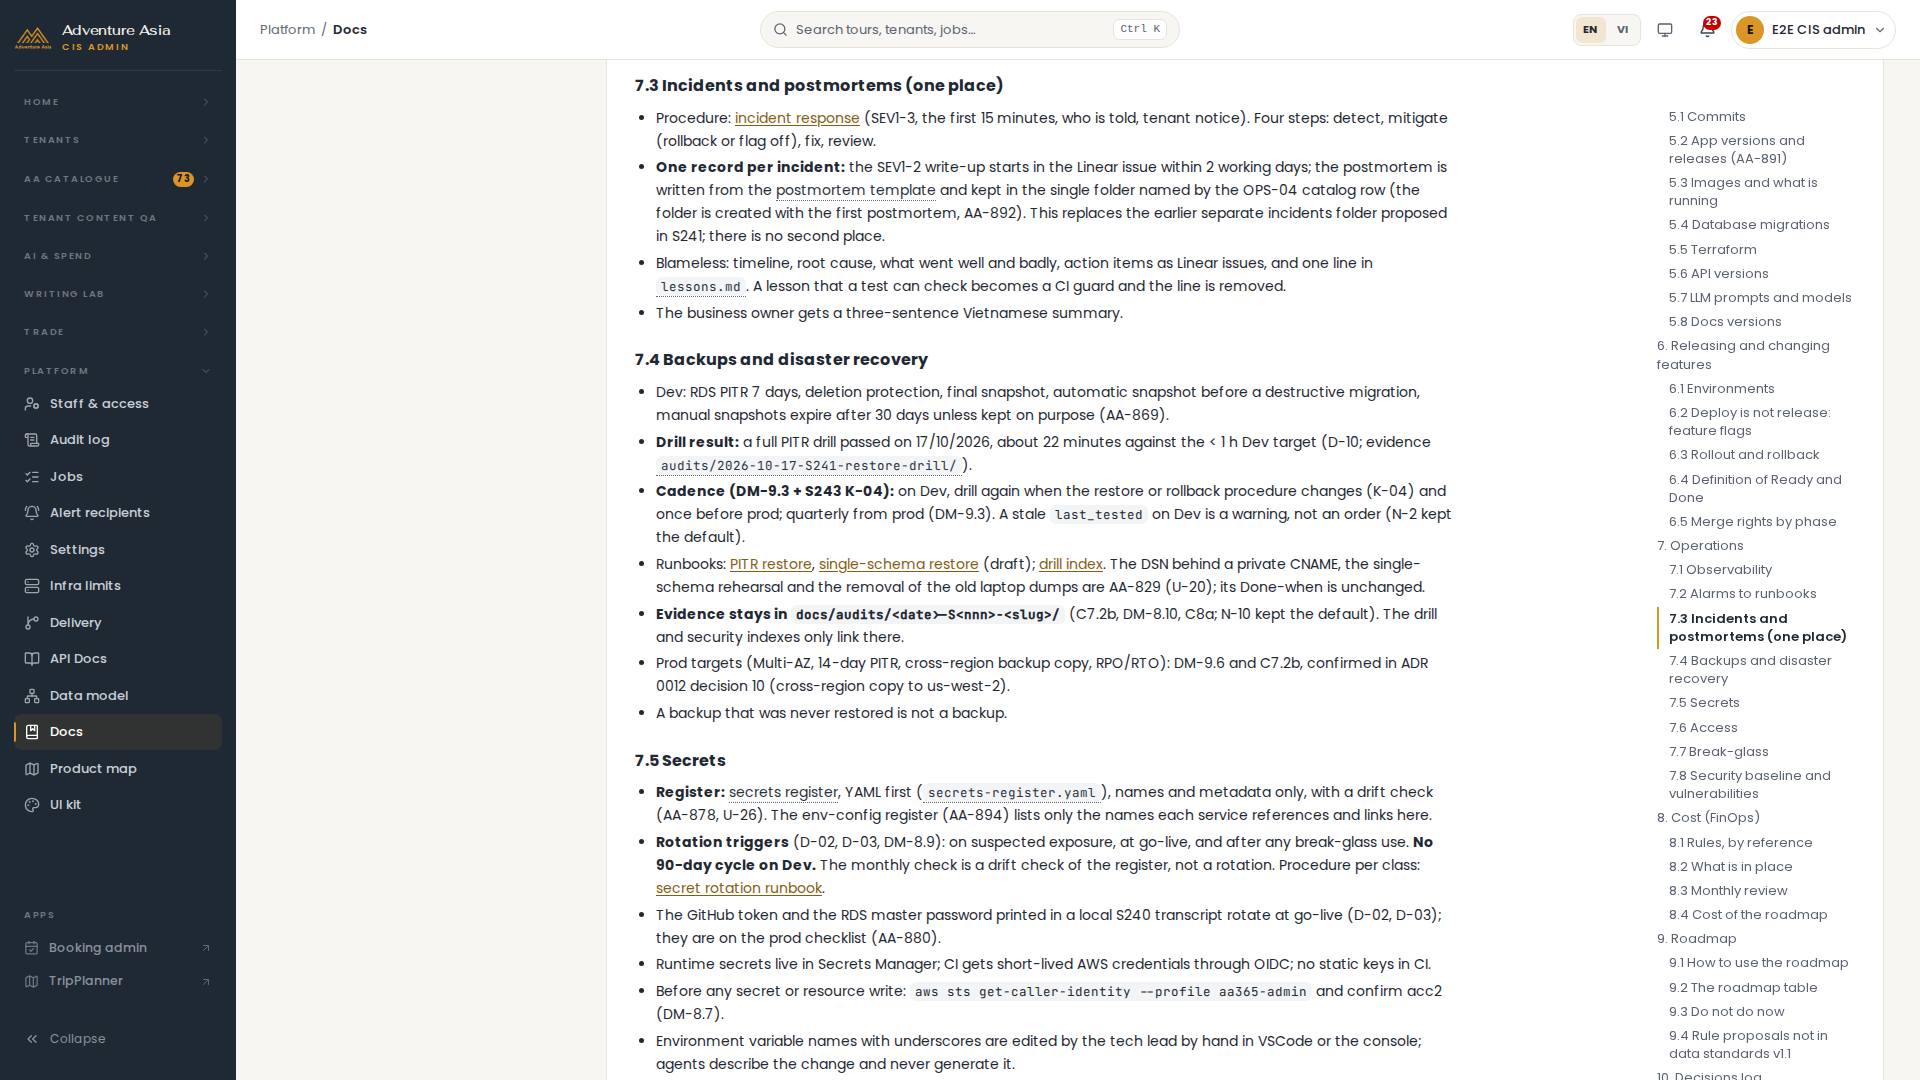 Adventure Asia
CIS ADMIN
Adventure Asia
HOME
TENANTS
AA CATALOGUE 73
TENANT CONTENT QA
AI & SPEND
WRITING LAB
TRADE
PLATFORM
Staff & access
Audit log
Jobs
Alert recipients
Settings
Infra limits
Delivery
API Docs
Data model
Docs
Product map
UI kit
APPS
Booking admin
TripPlanner
Collapse
Platform / Docs
Search tours, tenants, jobs... Ctrl K
EN VI
23
E E2E CIS admin
7.3 Incidents and postmortems (one place)
Procedure: incident response (SEV1-3, the first 15 minutes, who is told, tenant notice). Four steps: detect, mitigate
(rollback or flag off), fix, review.
One record per incident: the SEV1-2 write-up starts in the Linear issue within 2 working days; the postmortem is
written from the postmortem template and kept in the single folder named by the OPS-04 catalog row (the
folder is created with the first postmortem, AA-892). This replaces the earlier separate incidents folder proposed
in S241; there is no second place.
Blameless: timeline, root cause, what went well and badly, action items as Linear issues, and one line in
lessons.md. A lesson that a test can check becomes a CI guard and the line is removed.
The business owner gets a three-sentence Vietnamese summary.
7.4 Backups and disaster recovery
Dev: RDS PITR 7 days, deletion protection, final snapshot, automatic snapshot before a destructive migration,
manual snapshots expire after 30 days unless kept on purpose (AA-869).
Drill result: a full PITR drill passed on 17/10/2026, about 22 minutes against the < 1 h Dev target (D-10; evidence
audits/2026-10-17-S241-restore-drill/ ).
Cadence (DM-9.3 + S243 K-04): on Dev, drill again when the restore or rollback procedure changes (K-04) and
once before prod; quarterly from prod (DM-9.3). A stale last_tested on Dev is a warning, not an order (N-2 kept
the default).
Runbooks: PITR restore, single-schema restore (draft); drill index. The DSN behind a private CNAME, the single-
schema rehearsal and the removal of the old laptop dumps are AA-829 (U-20); its Done-when is unchanged.
Evidence stays in docs/audits/<date>-S<nnn>-<slug>/ (C7.2b, DM-8.10, C8a; N-10 kept the default). The drill
and security indexes only link there.
Prod targets (Multi-AZ, 14-day PITR, cross-region backup copy, RPO/RTO): DM-9.6 and C7.2b, confirmed in ADR
0012 decision 10 (cross-region copy to us-west-2).
A backup that was never restored is not a backup.
7.5 Secrets
Register: secrets register, YAML first ( secrets-register.yaml ), names and metadata only, with a drift check
(AA-878, U-26). The env-config register (AA-894) lists only the names each service references and links here.
Rotation triggers (D-02, D-03, DM-8.9): on suspected exposure, at go-live, and after any break-glass use. No
90-day cycle on Dev. The monthly check is a drift check of the register, not a rotation. Procedure per class:
secret rotation runbook.
The GitHub token and the RDS master password printed in a local S240 transcript rotate at go-live (D-02, D-03);
they are on the prod checklist (AA-880).
Runtime secrets live in Secrets Manager; CI gets short-lived AWS credentials through OIDC; no static keys in CI.
Before any secret or resource write: aws sts get-caller-identity --profile aa365-admin and confirm acc2
(DM-8.7).
Environment variable names with underscores are edited by the tech lead by hand in VSCode or the console;
agents describe the change and never generate it.
5.1 Commits
5.2 App versions and
releases (AA-891)
5.3 Images and what is
running
5.4 Database migrations
5.5 Terraform
5.6 API versions
5.7 LLM prompts and models
5.8 Docs versions
6. Releasing and changing
features
6.1 Environments
6.2 Deploy is not release:
feature flags
6.3 Rollout and rollback
6.4 Definition of Ready and
Done
6.5 Merge rights by phase
7. Operations
7.1 Observability
7.2 Alarms to runbooks
7.3 Incidents and
postmortems (one place)
7.4 Backups and disaster
recovery
7.5 Secrets
7.6 Access
7.7 Break-glass
7.8 Security baseline and
vulnerabilities
8. Cost (FinOps)
8.1 Rules, by reference
8.2 What is in place
8.3 Monthly review
8.4 Cost of the roadmap
9. Roadmap
9.1 How to use the roadmap
9.2 The roadmap table
9.3 Do not do now
9.4 Rule proposals not in
data standards v1.1
10. Decisions log